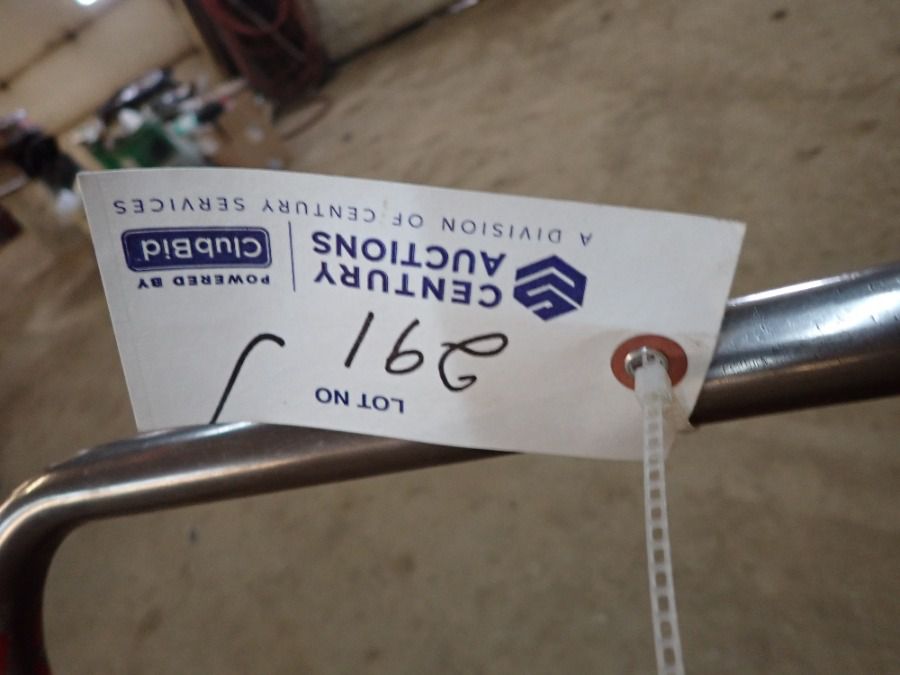 LOT NO
291
CENTURY
AUCTIONS
POWERED BY
ClubBid
A DIVISION OF CENTURY SERVICES